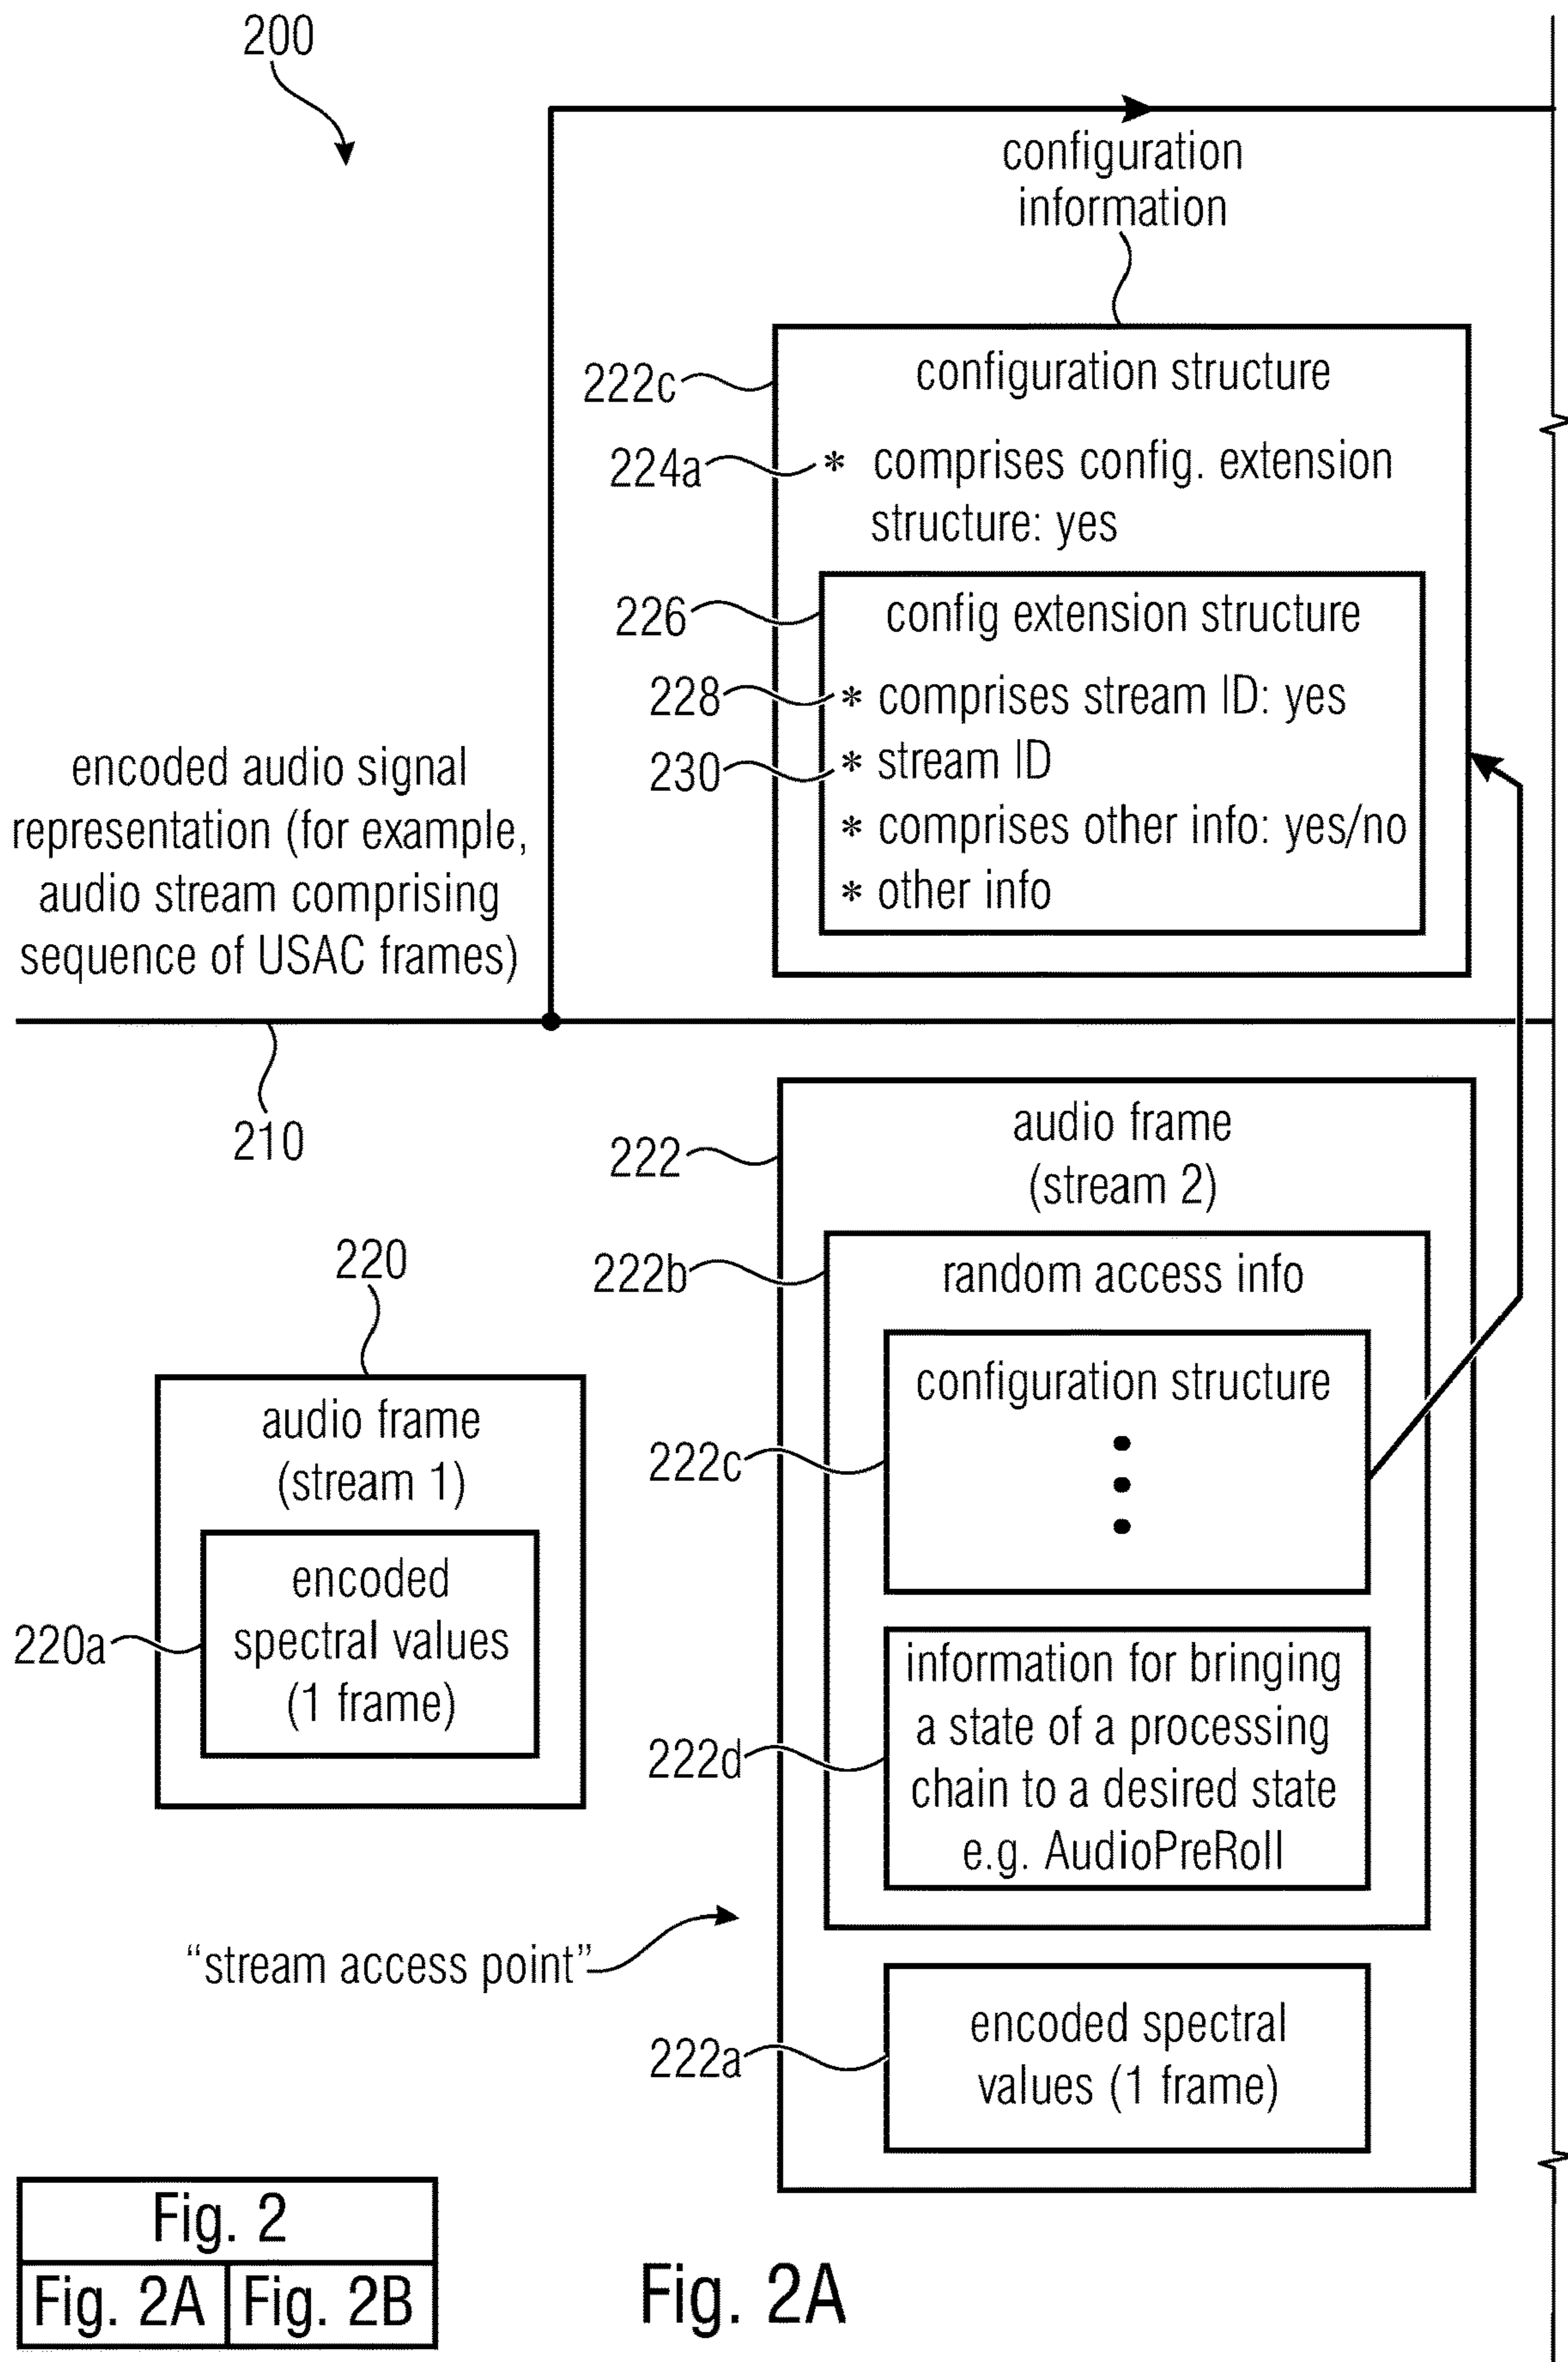 200
configuration
information
222c
configuration structure
224a
* comprises config. extension
structure: yes
226
config extension structure
228
* comprises stream ID: yes
230
* stream ID
* comprises other info: yes/no
* other info
encoded audio signal
representation (for example,
audio stream comprising
sequence of USAC frames)
210
222
audio frame
(stream 2)
222b
random access info
configuration structure
222c
220
audio frame
(stream 1)
encoded
spectral values
(1 frame)
220a
information for bringing
a state of a processing
chain to a desired state
e.g. AudioPreRoll
222d
“stream access point”
encoded spectral
values (1 frame)
222a
Fig. 2
Fig. 2A Fig. 2B
Fig. 2A